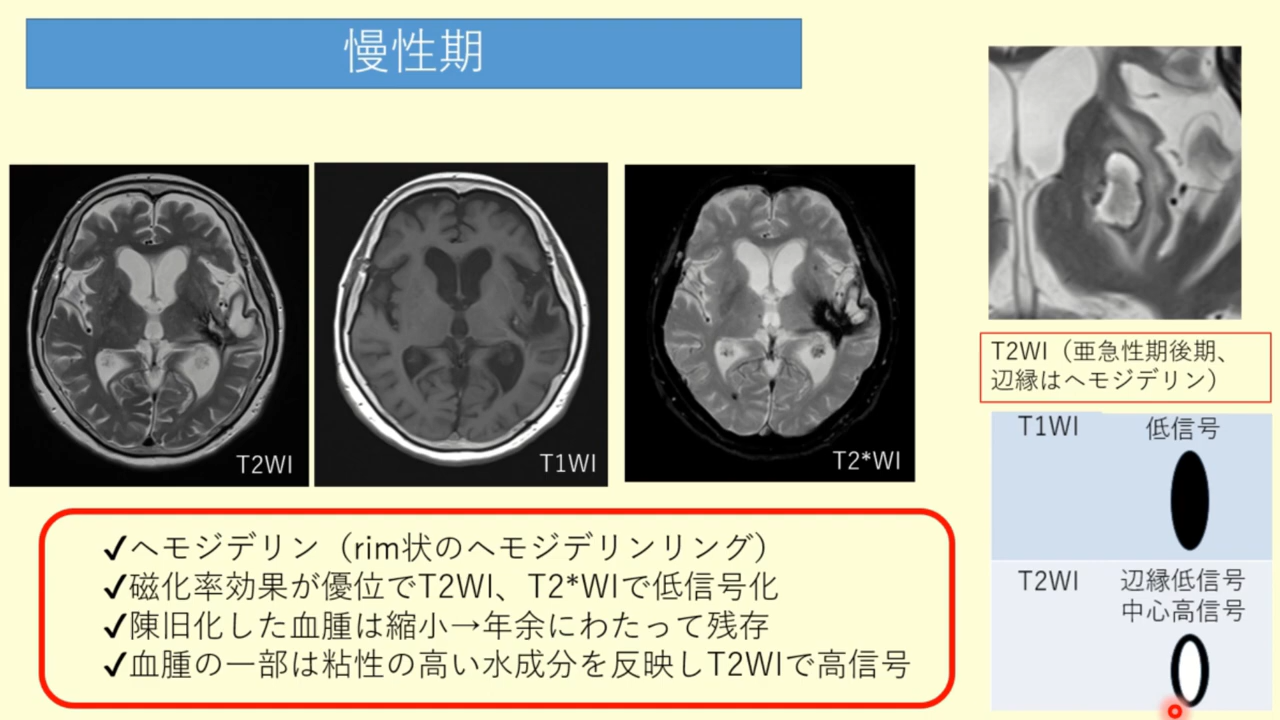 慢性期
T2WI
T1WI
T2*WI
✓ヘモジデリン（rim状のヘモジデリンリング）
✓磁化率効果が優位でT2WI、T2*WIで低信号化
✓陳旧化した血腫は縮小→年余にわたって残存
✓血腫の一部は粘性の高い水成分を反映しT2WIで高信号
T2WI（亜急性期後期、
辺縁はヘモジデリン）
T1WI 低信号
T2WI 辺縁低信号
中心高信号